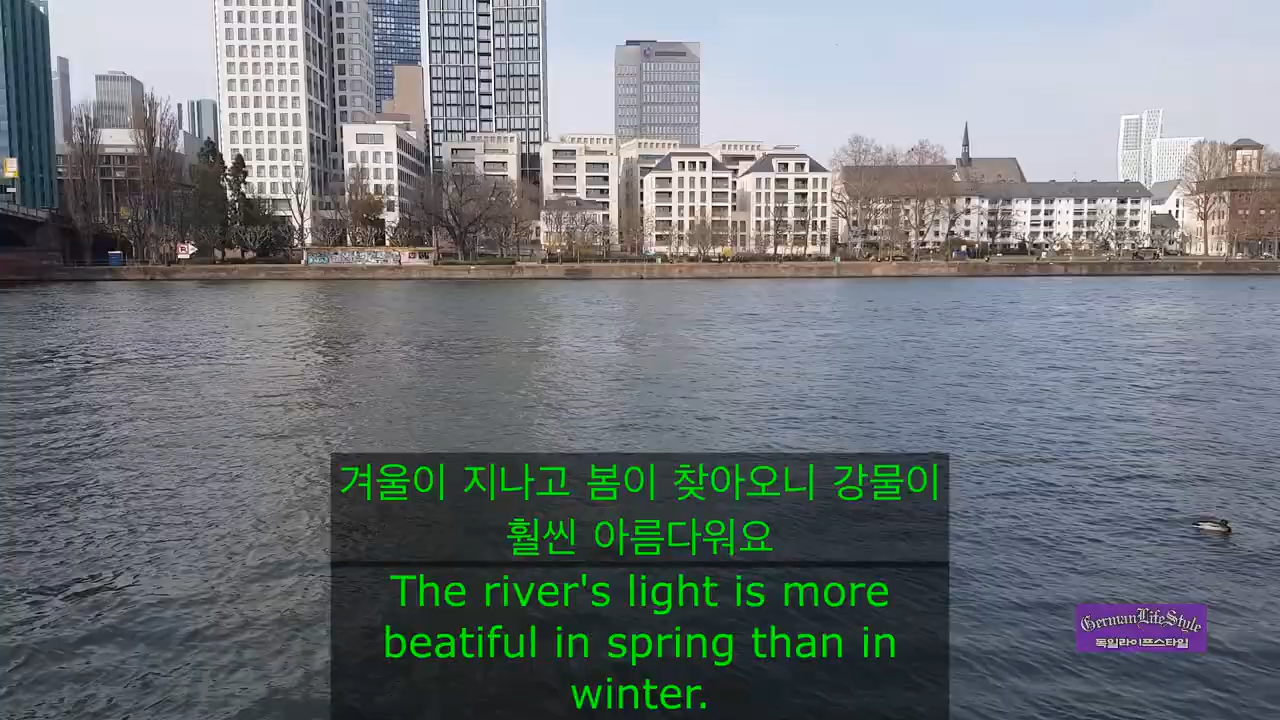 겨울이 지나고 봄이 찾아오니 강물이
훨씬 아름다워요
The river's light is more
beatiful in spring than in
winter.
GermanLifeStyle
독일라이프스타일